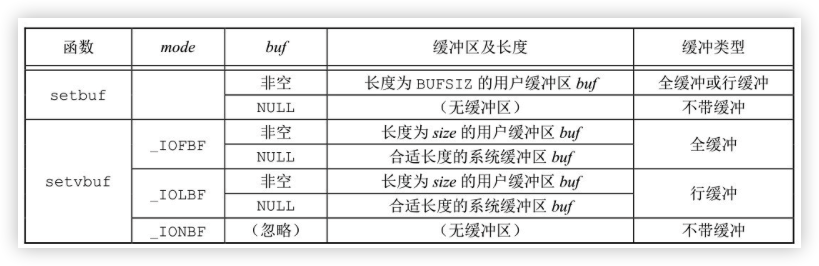 函数 mode buf 缓冲区及长度 缓冲类型
setbuf 非空 长度为 BUFSIZ 的用户缓冲区 buf 全缓冲或行缓冲
NULL （无缓冲区） 不带缓冲
setvbuf _IOFBF 非空 长度为 size 的用户缓冲区 buf 全缓冲
NULL 合适长度的系统缓冲区 buf
_IOLBF 非空 长度为 size 的用户缓冲区 buf 行缓冲
NULL 合适长度的系统缓冲区 buf
_IONBF （忽略） （无缓冲区） 不带缓冲